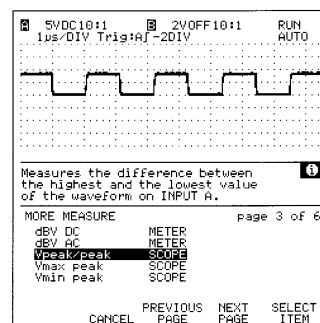 A 5VDC10:1 B 2VOFF10:1 RUN
1µs/DIV Trig:A∫-2DIV AUTO
Measures the difference between
the highest and the lowest value
of the waveform on INPUT A.
i
MORE MEASURE page 3 of 6
dBV DC METER
dBV AC METER
Vpeak/peak SCOPE
Vmax peak SCOPE
Vmin peak SCOPE
CANCEL PREVIOUS PAGE NEXT PAGE SELECT ITEM